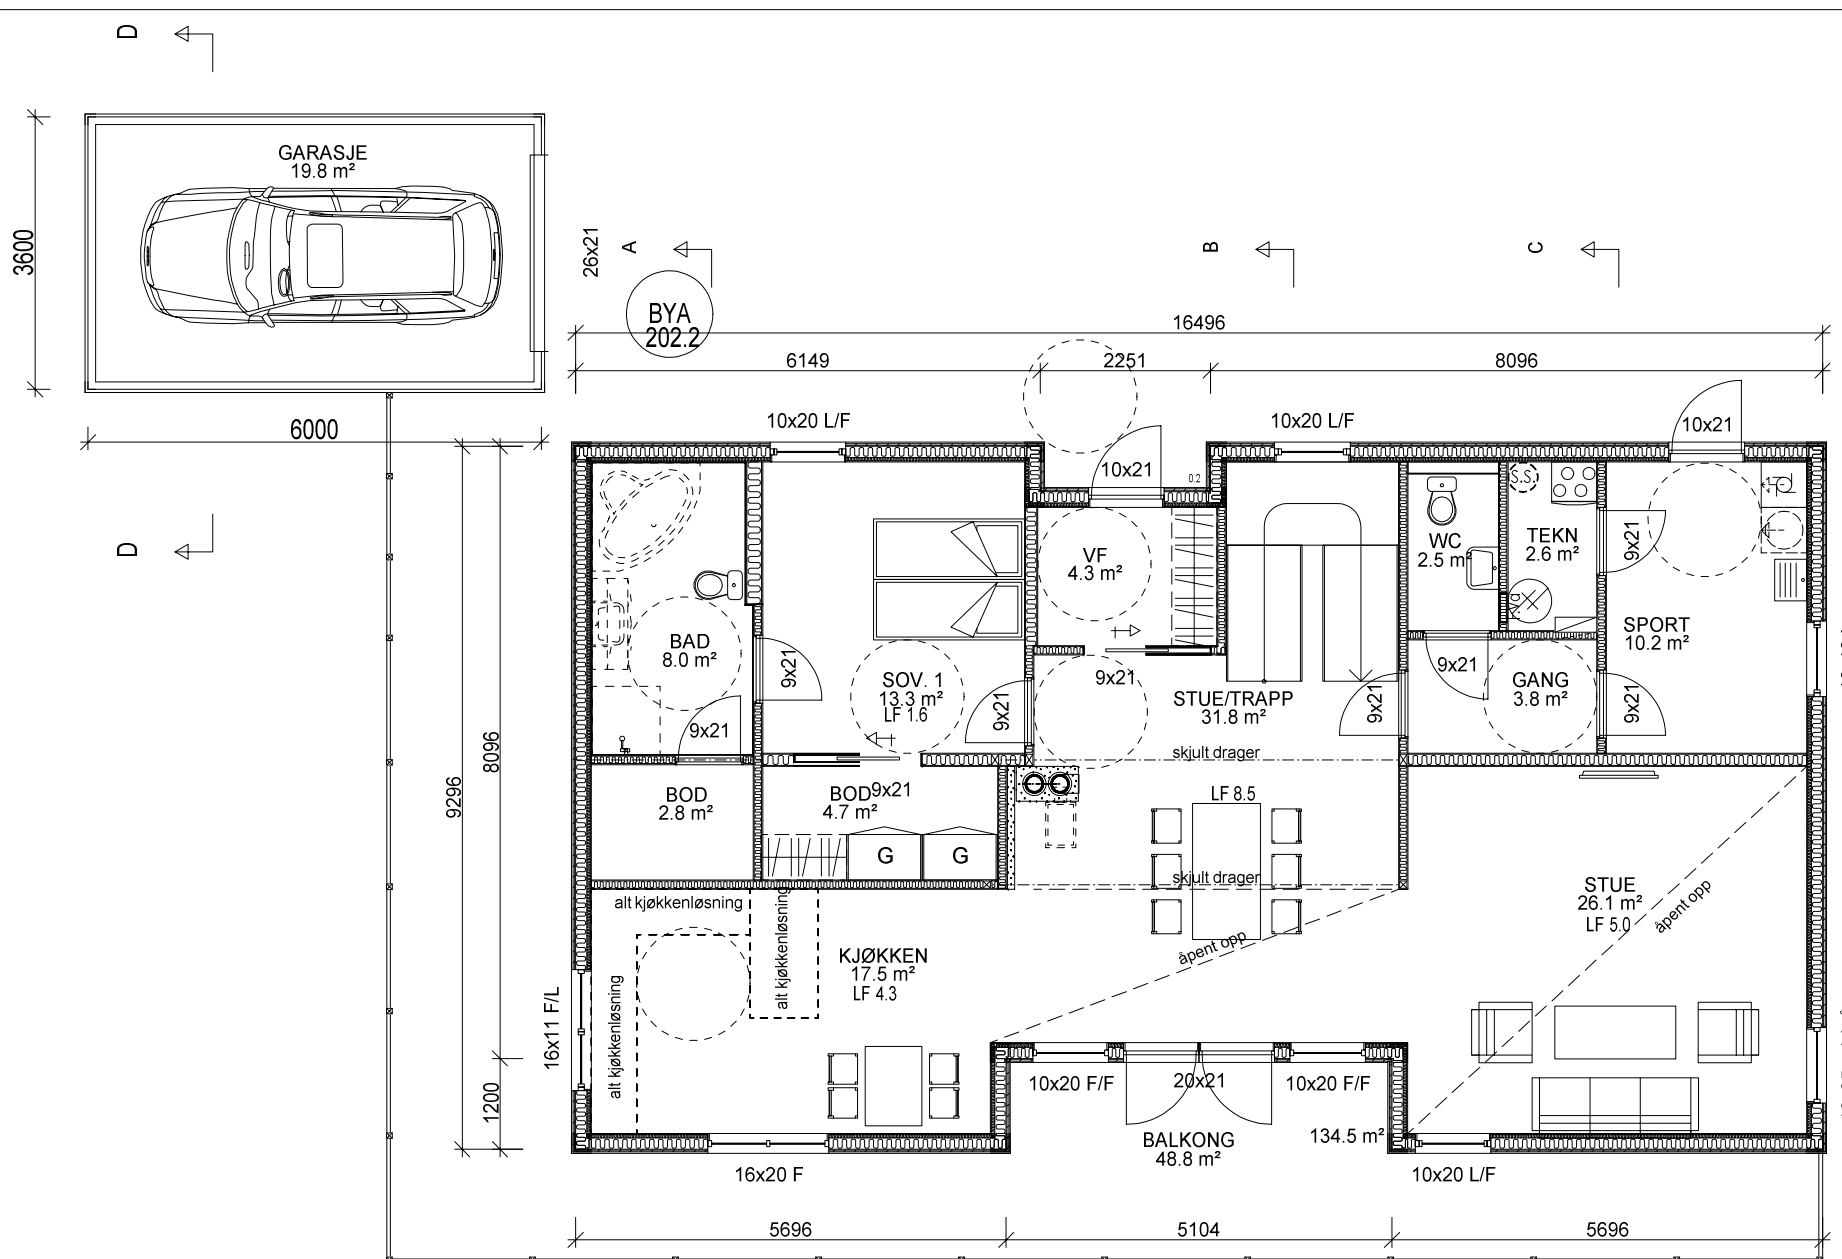 D
GARASJE
19.8 m²
3600
6000
D
26x21
A
B
C
BYA
202.2
16496
6149
2251
8096
10x20 L/F
10x20 L/F
10x21
10x21
0.2
S.S.
VF
4.3 m²
WC
2.5 m²
TEKN
2.6 m²
9x21
SPORT
10.2 m²
BAD
8.0 m²
9x21
SOV. 1
13.3 m²
LF 1.6
9x21
9x21
STUE/TRAPP
31.8 m²
9x21
9x21
GANG
3.8 m²
9x21
9x21
skjult drager
8096
9296
BOD
2.8 m²
BOD
9x21
4.7 m²
G
G
LF 8.5
skjult drager
STUE
26.1 m²
LF 5.0
åpent opp
alt kjøkkenløsning
alt kjøkkenløsning
alt kjøkkenløsning
KJØKKEN
17.5 m²
LF 4.3
åpent opp
16x11 F/L
1200
10x20 F/F
20x21
10x20 F/F
BALKONG
48.8 m²
134.5 m²
16x20 F
10x20 L/F
5696
5104
5696